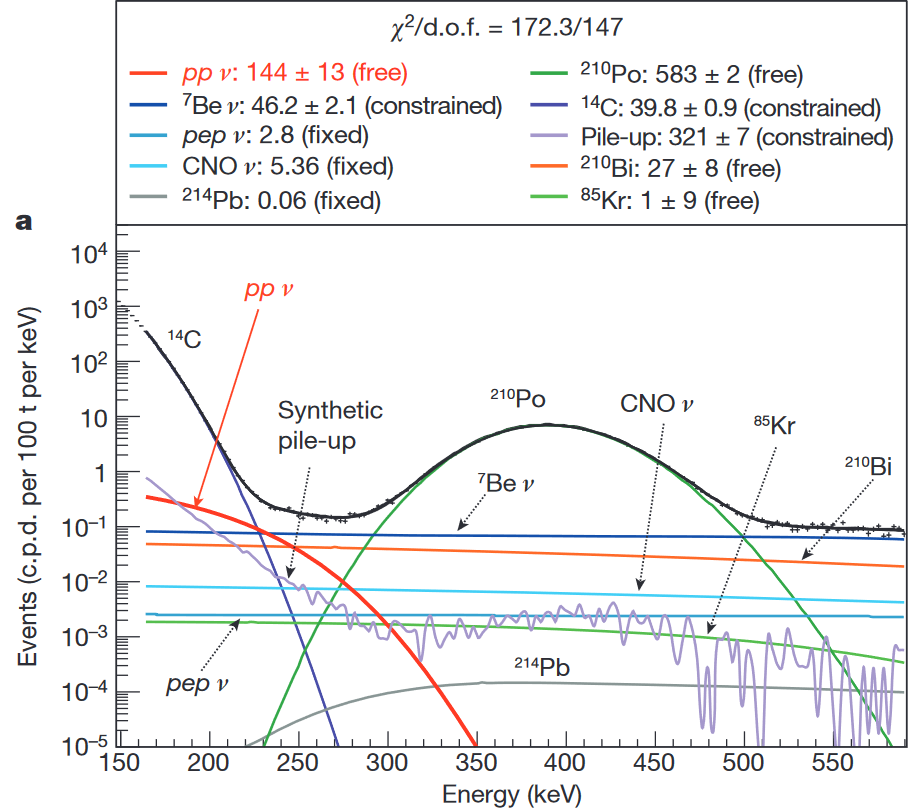 χ²/d.o.f. = 172.3/147
pp ν: 144 ± 13 (free)
⁷Be ν: 46.2 ± 2.1 (constrained)
pep ν: 2.8 (fixed)
CNO ν: 5.36 (fixed)
²¹⁴Pb: 0.06 (fixed)
²¹⁰Po: 583 ± 2 (free)
¹⁴C: 39.8 ± 0.9 (constrained)
Pile-up: 321 ± 7 (constrained)
²¹⁰Bi: 27 ± 8 (free)
⁸⁵Kr: 1 ± 9 (free)
a
Events (c.p.d. per 100 t per keV)
10⁴
10³
10²
10
1
10⁻¹
10⁻²
10⁻³
10⁻⁴
10⁻⁵
pp ν
¹⁴C
Synthetic
pile-up
²¹⁰Po
CNO ν
⁸⁵Kr
⁷Be ν
²¹⁰Bi
pep ν
²¹⁴Pb
150
200
250
300
350
400
450
500
550
Energy (keV)